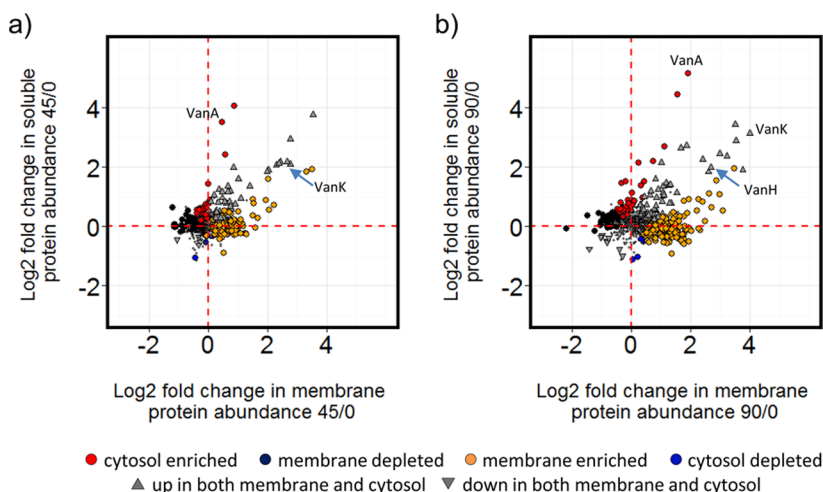 a)
Log2 fold change in soluble
protein abundance 45/0
4
2
0
-2
-2 0 2 4
VanA
VanK
Log2 fold change in membrane
protein abundance 45/0
b)
Log2 fold change in soluble
protein abundance 90/0
4
2
0
-2
-2 0 2 4
VanA
VanK
VanH
Log2 fold change in membrane
protein abundance 90/0
cytosol enriched membrane depleted membrane enriched cytosol depleted
up in both membrane and cytosol down in both membrane and cytosol